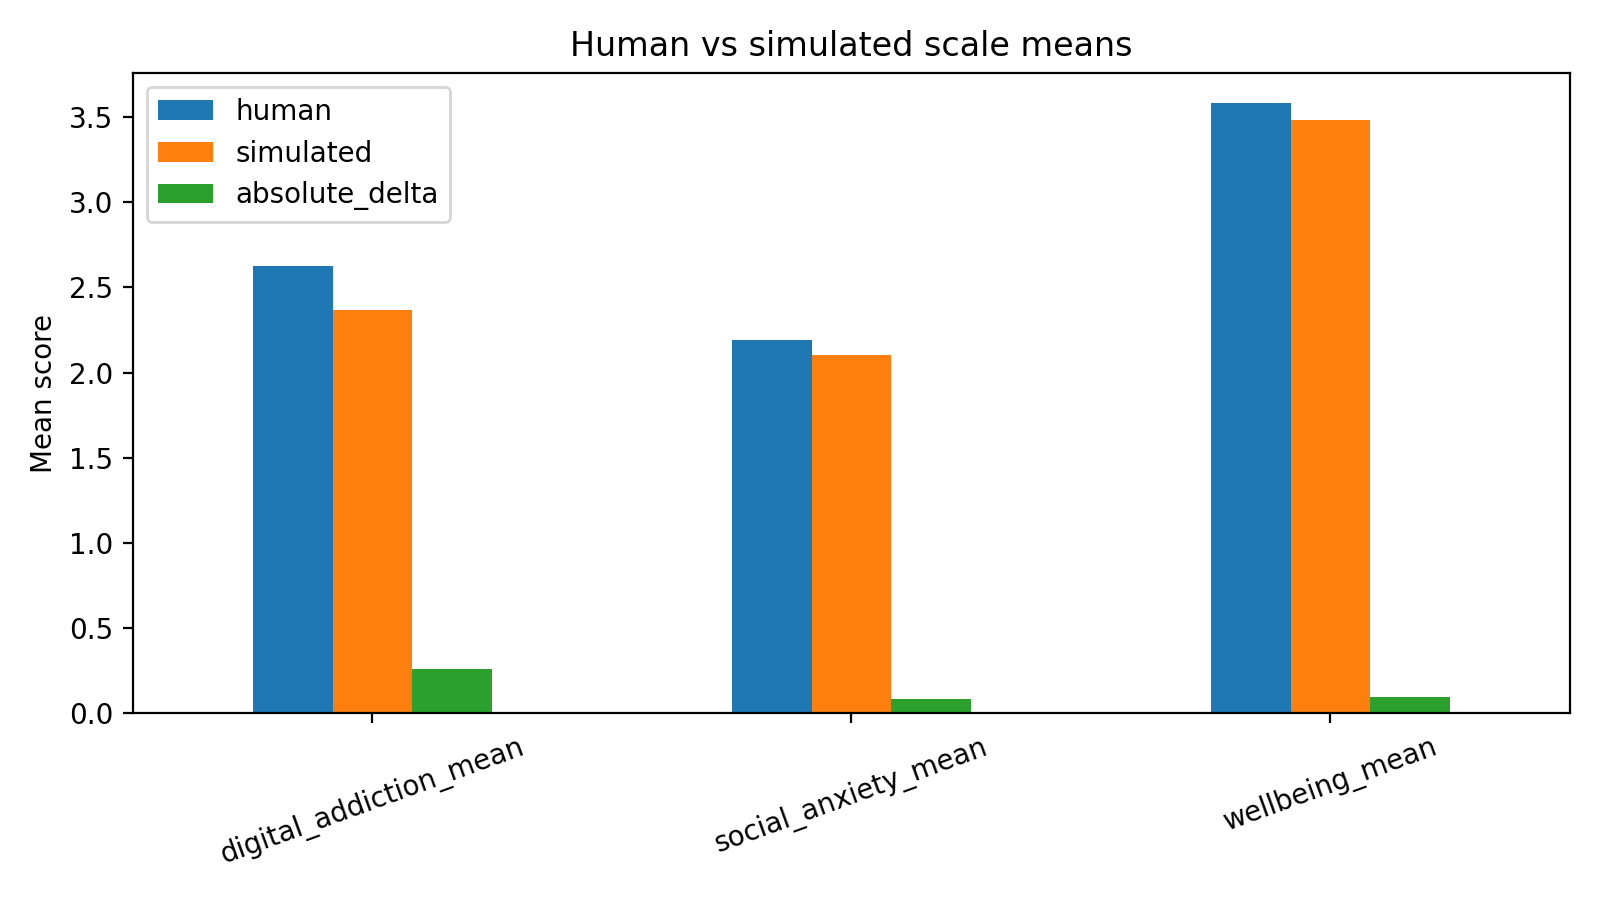 Human vs simulated scale means
human
simulated
absolute_delta
Mean score
3.5
3.0
2.5
2.0
1.5
1.0
0.5
0.0
digital_addiction_mean
social_anxiety_mean
wellbeing_mean